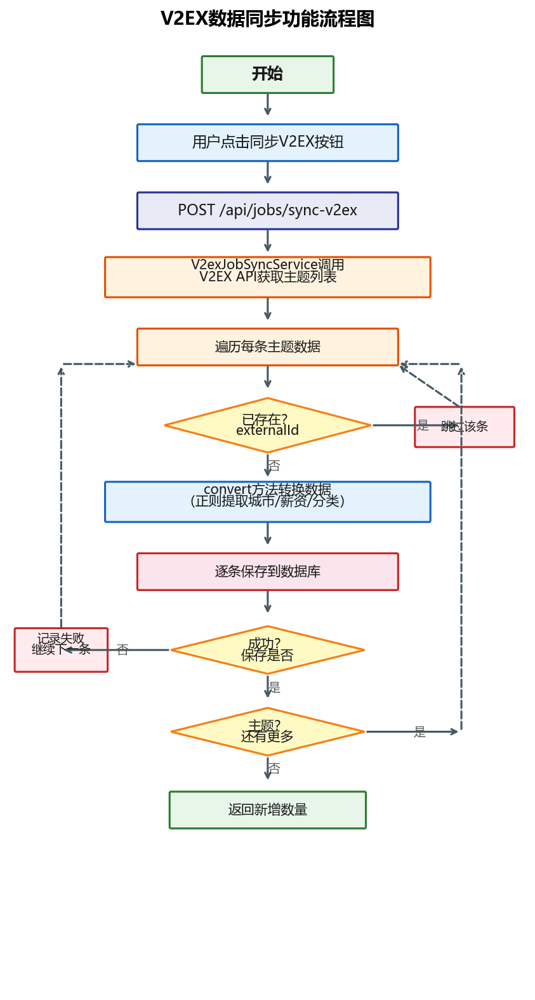 V2EX数据同步功能流程图
开始
用户点击同步V2EX按钮
POST /api/jobs/sync-v2ex
V2exJobSyncService调用
V2EX API获取主题列表
遍历每条主题数据
已存在?
externalId
是
跳过该条
否
convert方法转换数据
(正则提取城市/薪资/分类)
逐条保存到数据库
记录失败
继续下一条
否
成功?
保存是否
是
主题?
还有更多
是
否
返回新增数量